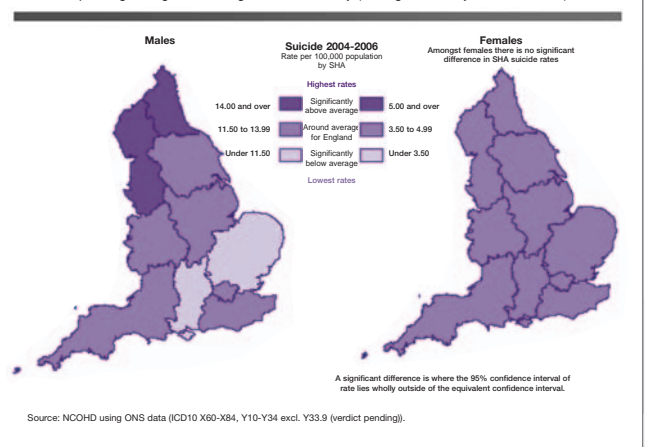 Males
Suicide 2004-2006
Rate per 100,000 population
by SHA
Females
Amongst females there is no significant
difference in SHA suicide rates
Highest rates
14.00 and over
Significantly
above average
5.00 and over
11.50 to 13.99
Around average
for England
3.50 to 4.99
Under 11.50
Significantly
below average
Under 3.50
Lowest rates
A significant difference is where the 95% confidence interval of
rate lies wholly outside of the equivalent confidence interval.
Source: NCOHD using ONS data (ICD10 X60-X84, Y10-Y34 excl. Y33.9 (verdict pending)).